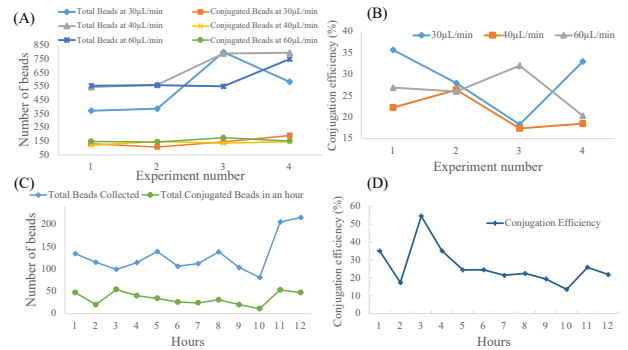 (A)
Total Beads at 30µL/min
Conjugated Beads at 30µL/min
Total Beads at 40µL/min
Conjugated Beads at 40µL/min
Total Beads at 60µL/min
Conjugated Beads at 60µL/min
Number of beads
850
750
650
550
450
350
250
150
50
1 2 3 4
Experiment number
(B)
30µL/min 40µL/min 60µL/min
Conjugation efficiency (%)
40
35
30
25
20
15
1 2 3 4
Experiment number
(C)
Total Beads Collected Total Conjugated Beads in an hour
Number of beads
200
150
100
50
0
1 2 3 4 5 6 7 8 9 10 11 12
Hours
(D)
Conjugation Efficiency
Conjugation efficiency (%)
60
50
40
30
20
10
0
1 2 3 4 5 6 7 8 9 10 11 12
Hours